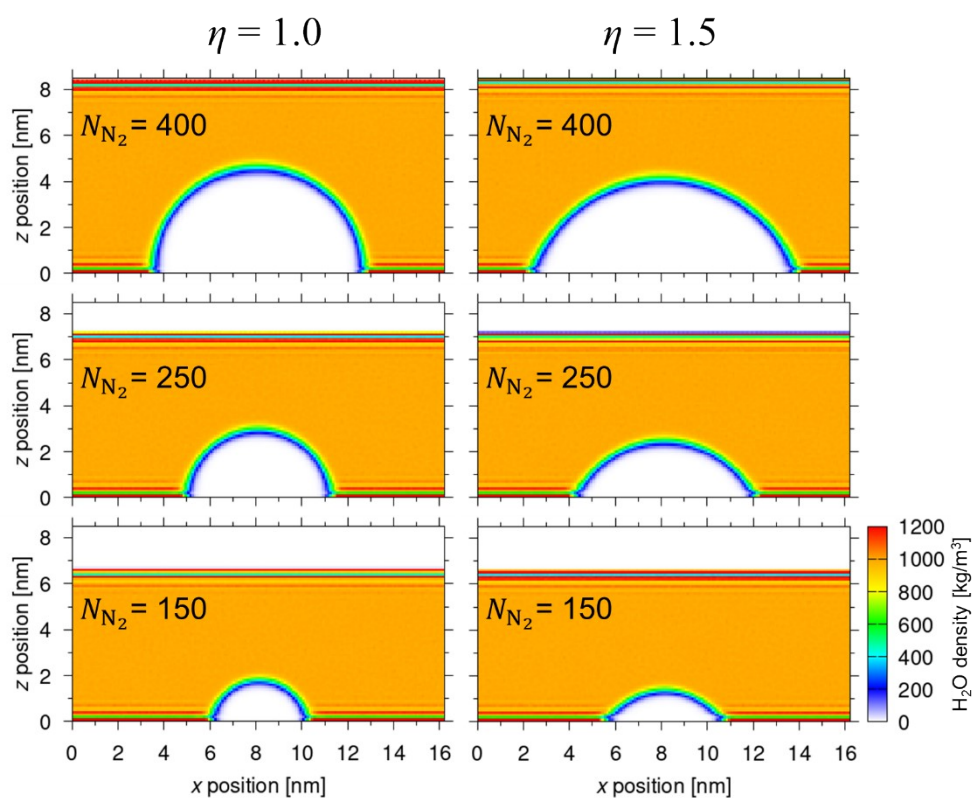 η = 1.0
η = 1.5
8
6
4
2
0
z position [nm]
N_N₂ = 400
N_N₂ = 400
8
6
4
2
0
z position [nm]
N_N₂ = 250
N_N₂ = 250
8
6
4
2
0
z position [nm]
N_N₂ = 150
N_N₂ = 150
0 2 4 6 8 10 12 14 16
x position [nm]
0 2 4 6 8 10 12 14 16
x position [nm]
1200
1000
800
600
400
200
0
H₂O density [kg/m³]